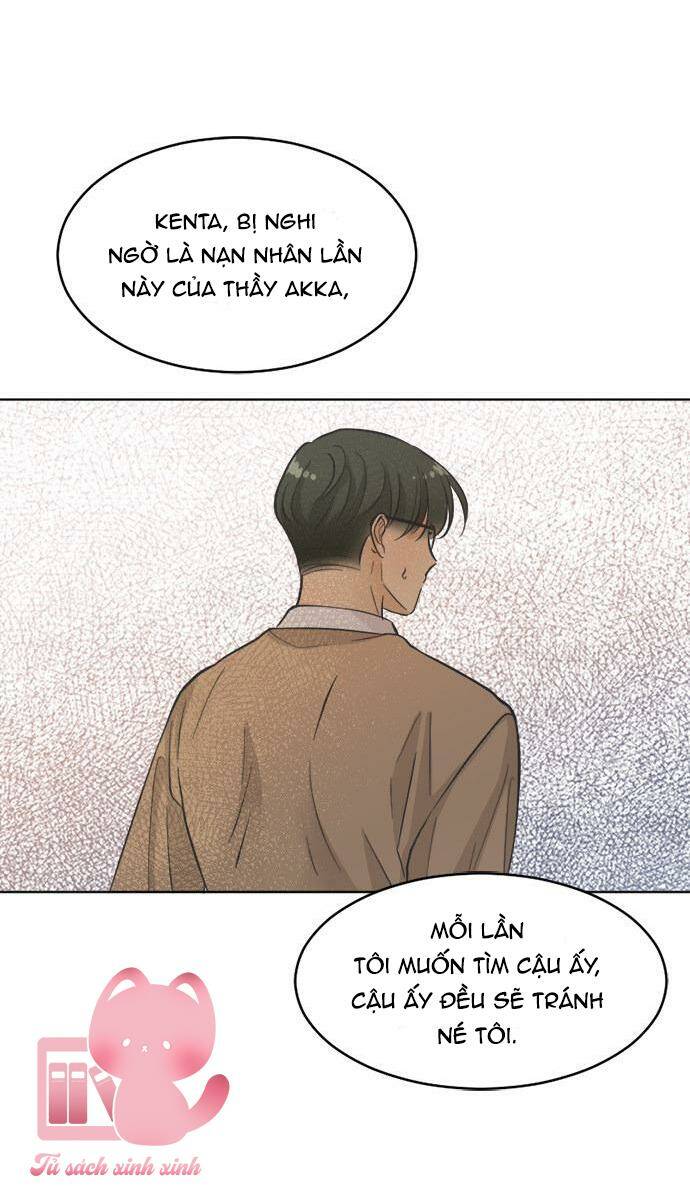 KENTA, BỊ NGHI
NGỜ LÀ NẠN NHÂN LẦN
NÀY CỦA THẦY AKKA,
MỖI LẦN
TÔI MUỐN TÌM CẬU ẤY,
CẬU ẤY ĐỀU SẼ TRÁNH
NÉ TÔI.
Tủ sách xinh xinh